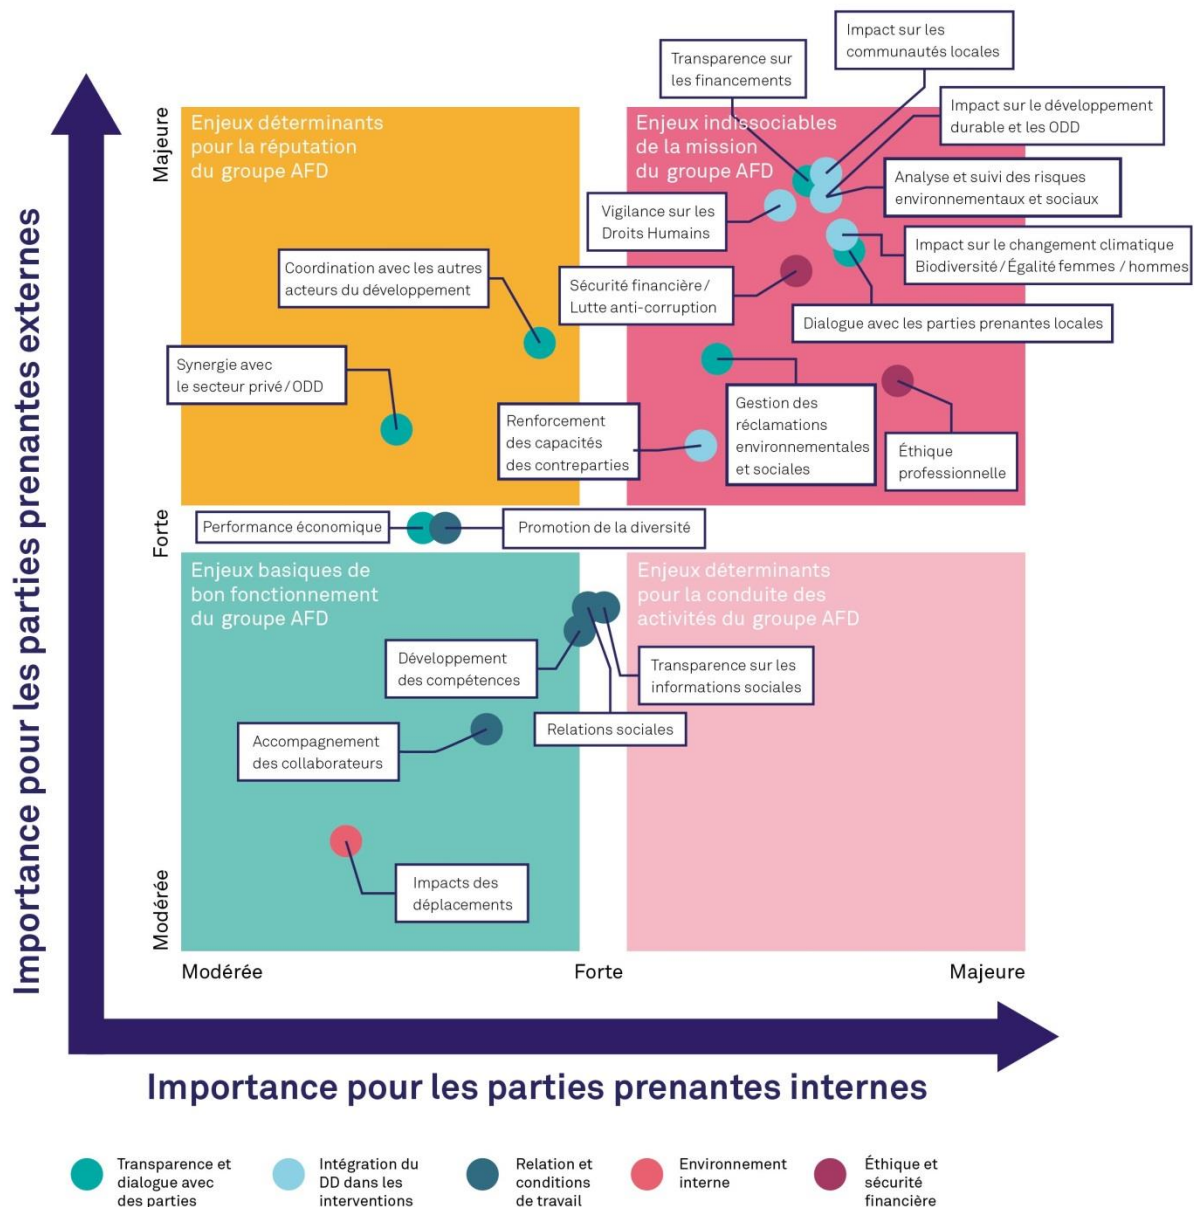 Impact sur les
communautés locales
Transparence sur
les financements
Impact sur le développement
durable et les ODD
Majeure
Enjeux déterminants
pour la réputation
du groupe AFD
Enjeux indissociables
de la mission
du groupe AFD
Analyse et suivi des risques
environnementaux et sociaux
Vigilance sur les
Droits Humains
Impact sur le changement climatique
Biodiversité / Égalité femmes / hommes
Coordination avec les autres
acteurs du développement
Sécurité financière /
Lutte anti-corruption
Dialogue avec les parties prenantes locales
Synergie avec
le secteur privé / ODD
Renforcement
des capacités
des contreparties
Gestion des
réclamations
environnementales
et sociales
Éthique
professionnelle
Forte
Performance économique
Promotion de la diversité
Enjeux basiques de
bon fonctionnement
du groupe AFD
Enjeux déterminants
pour la conduite des
activités du groupe AFD
Développement
des compétences
Transparence sur les
informations sociales
Relations sociales
Accompagnement
des collaborateurs
Impacts des
déplacements
Modérée
Importance pour les parties prenantes externes
Modérée
Forte
Majeure
Importance pour les parties prenantes internes
Transparence et
dialogue avec
des parties
Intégration du
DD dans les
interventions
Relation et
conditions
de travail
Environnement
interne
Éthique et
sécurité
financière